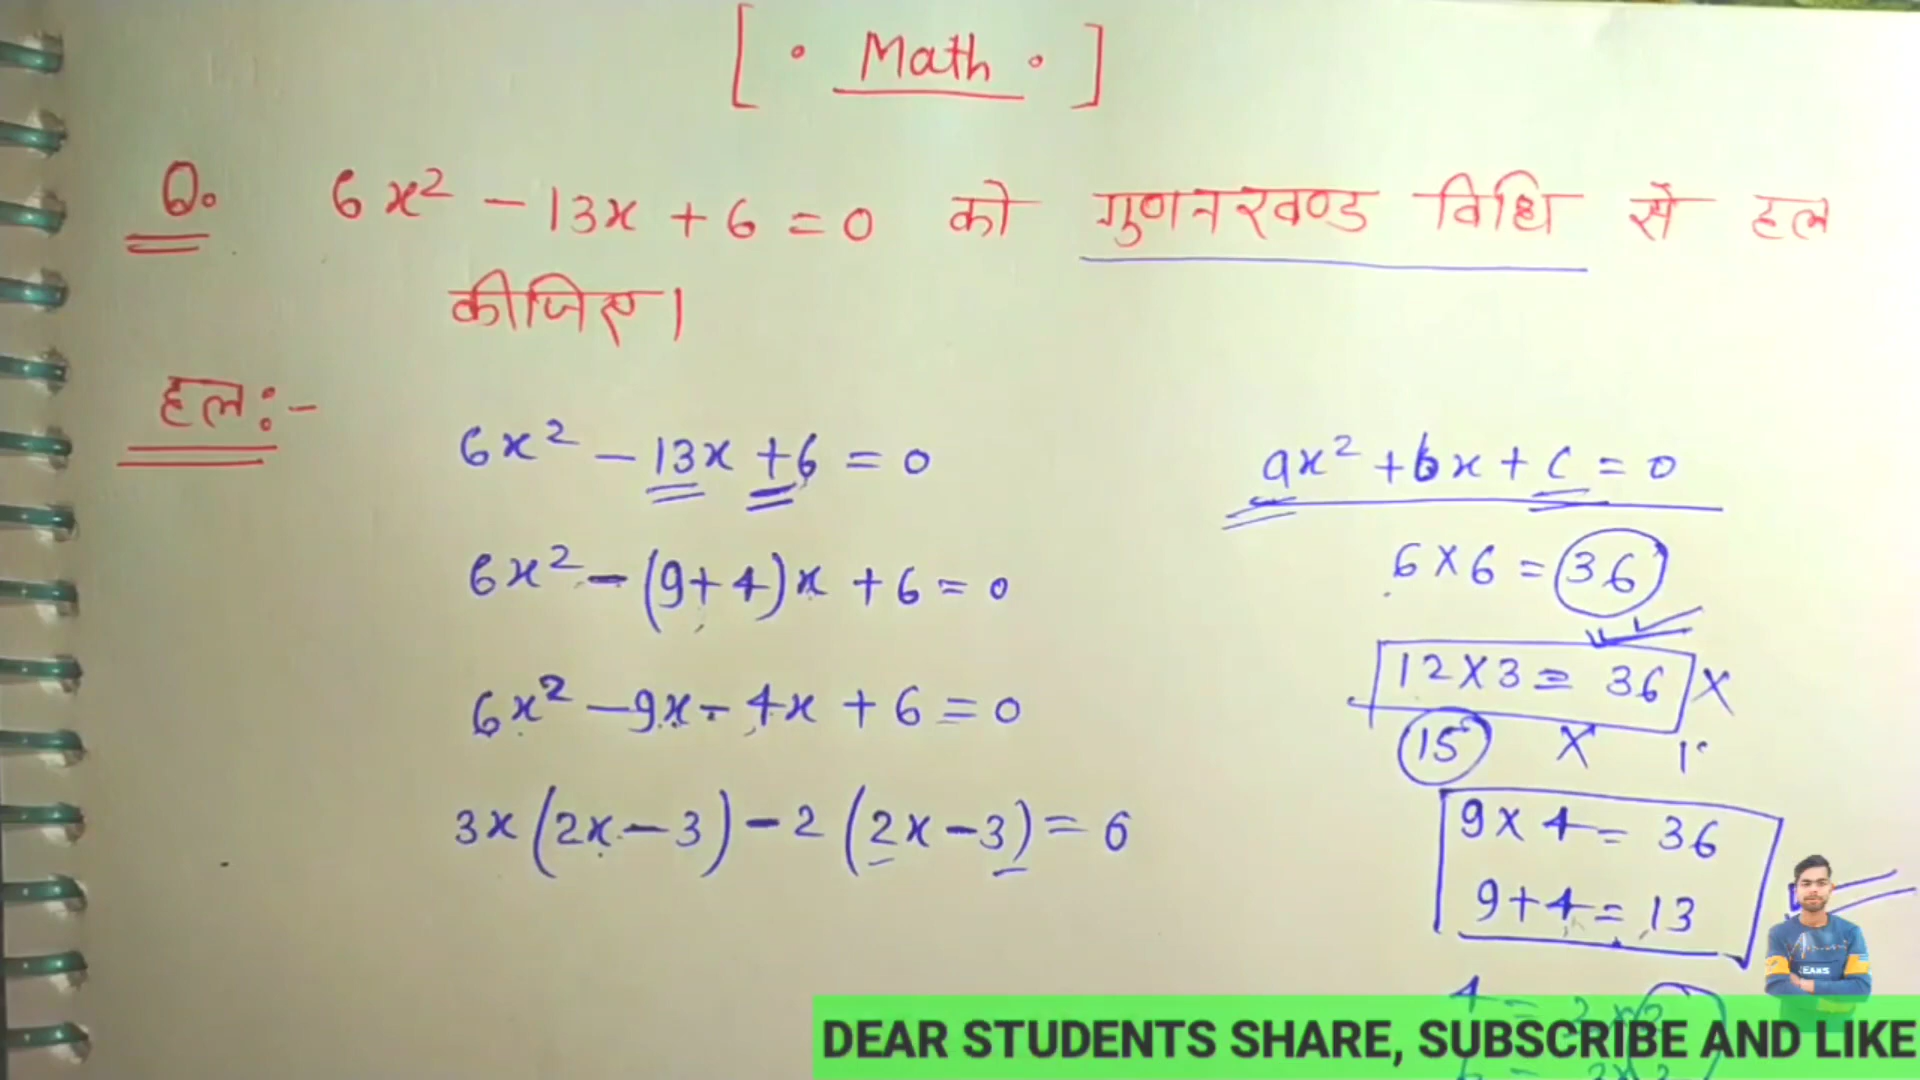 [ • Math • ]
Q. 6x² - 13x + 6 = 0 को गुणनखण्ड विधि से हल
कीजिए।
हल:-
6x² - 13x + 6 = 0
6x² - (9+4)x + 6 = 0
6x² - 9x - 4x + 6 = 0
3x (2x - 3) - 2 (2x - 3) = 6
ax² + bx + c = 0
6 × 6 = 36
12 × 3 = 36 X
15 X
9 × 4 = 36
9 + 4 = 13
4 =
EAKS
DEAR STUDENTS SHARE, SUBSCRIBE AND LIKE